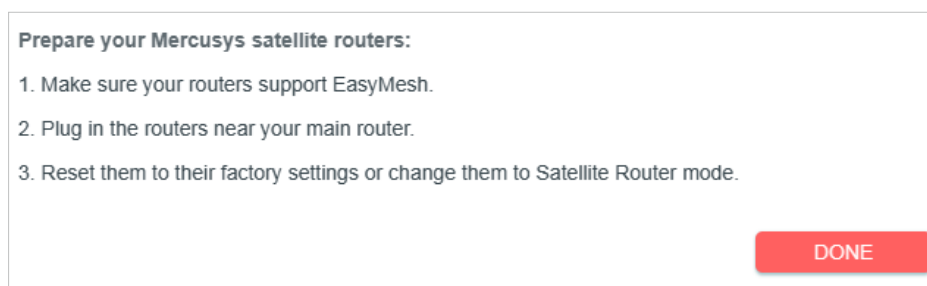 Prepare your Mercusys satellite routers:
1. Make sure your routers support EasyMesh.
2. Plug in the routers near your main router.
3. Reset them to their factory settings or change them to Satellite Router mode.
DONE